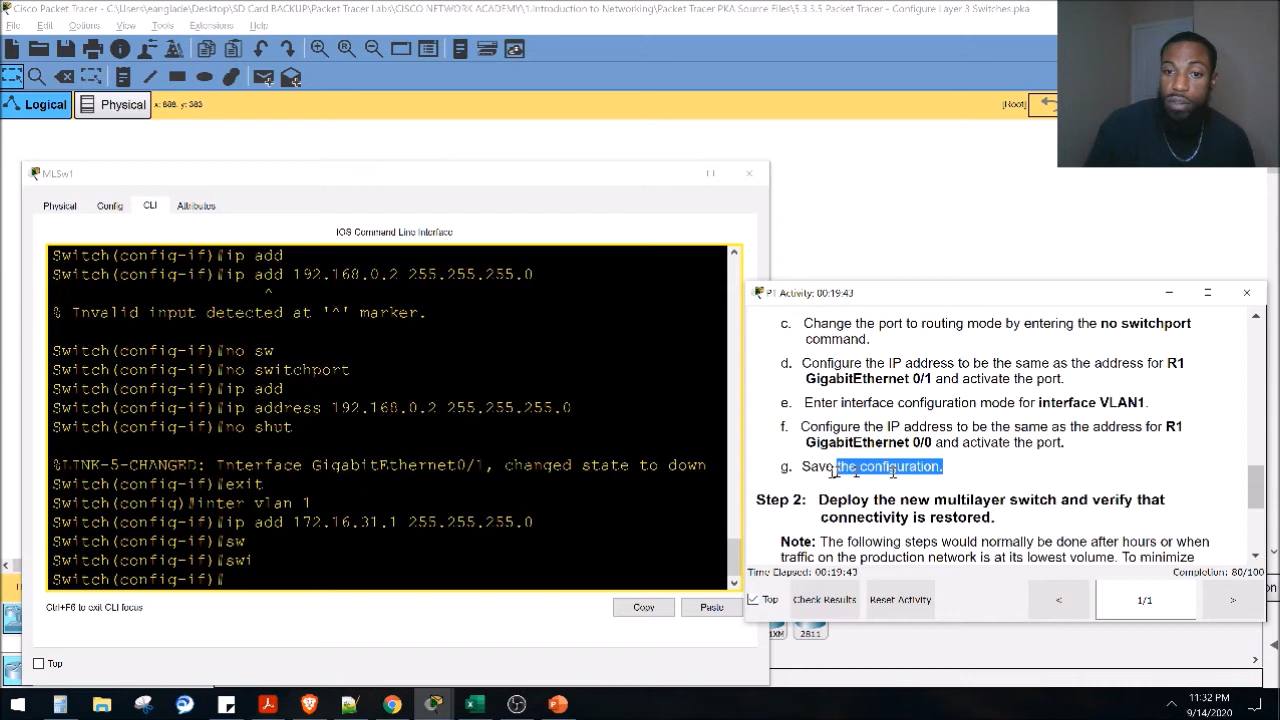 Cisco Packet Tracer - C:\Users\eanglade\Desktop\SD Card BACKUP\Packet Tracer Labs\CISCO NETWORK ACADEMY\1.Introduction to Networking\Packet Tracer PKA Source Files\5.3.3.5 Packet Tracer - Configure Layer 3 Switches.pka
File Edit Options View Tools Extensions Help
Logical Physical x: 688, y: 383 [Root]
MLSw1
Physical Config CLI Attributes
IOS Command Line Interface
Switch(config-if)#ip add
Switch(config-if)#ip add 192.168.0.2 255.255.255.0
^
% Invalid input detected at '^' marker.
Switch(config-if)#no sw
Switch(config-if)#no switchport
Switch(config-if)#ip add
Switch(config-if)#ip address 192.168.0.2 255.255.255.0
Switch(config-if)#no shut
%LINK-5-CHANGED: Interface GigabitEthernet0/1, changed state to down
Switch(config-if)#exit
Switch(config)#inter vlan 1
Switch(config-if)#ip add 172.16.31.1 255.255.255.0
Switch(config-if)#sw
Switch(config-if)#swi
Switch(config-if)#
Ctrl+F6 to exit CLI focus
Copy Paste
Top
PT Activity: 00:19:43
c. Change the port to routing mode by entering the no switchport
command.
d. Configure the IP address to be the same as the address for R1
GigabitEthernet 0/1 and activate the port.
e. Enter interface configuration mode for interface VLAN1.
f. Configure the IP address to be the same as the address for R1
GigabitEthernet 0/0 and activate the port.
g. Save the configuration.
Step 2: Deploy the new multilayer switch and verify that
connectivity is restored.
Note: The following steps would normally be done after hours or when
traffic on the production network is at its lowest volume. To minimize
Time Elapsed: 00:19:43 Completion: 80/100
Top Check Results Reset Activity < 1/1 >
1XM 2811
11:32 PM
9/14/2020